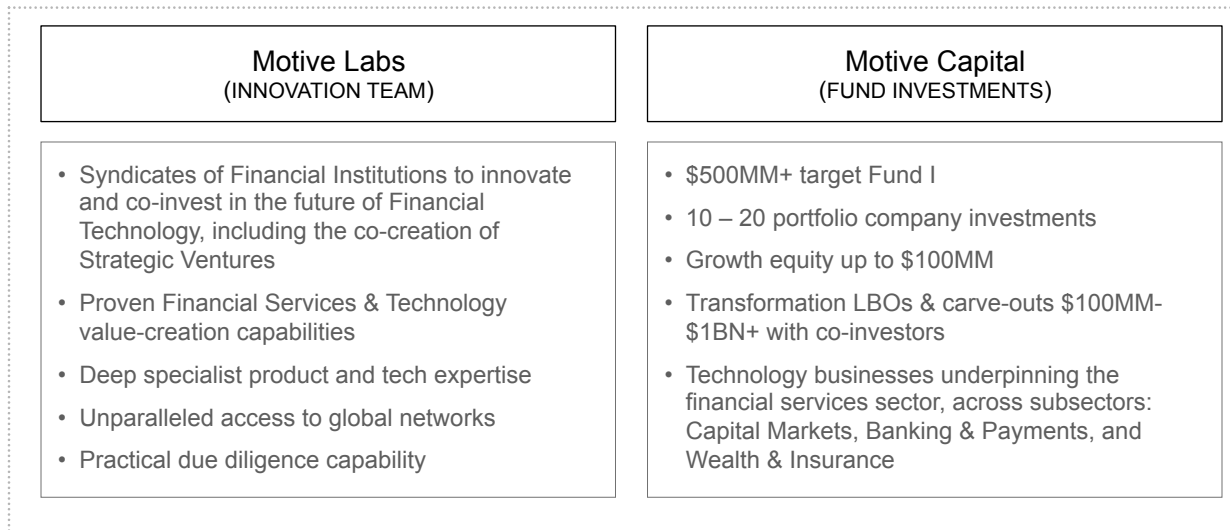 Motive Labs
(INNOVATION TEAM)
• Syndicates of Financial Institutions to innovate
and co-invest in the future of Financial
Technology, including the co-creation of
Strategic Ventures
• Proven Financial Services & Technology
value-creation capabilities
• Deep specialist product and tech expertise
• Unparalleled access to global networks
• Practical due diligence capability
Motive Capital
(FUND INVESTMENTS)
• $500MM+ target Fund I
• 10 – 20 portfolio company investments
• Growth equity up to $100MM
• Transformation LBOs & carve-outs $100MM-
$1BN+ with co-investors
• Technology businesses underpinning the
financial services sector, across subsectors:
Capital Markets, Banking & Payments, and
Wealth & Insurance